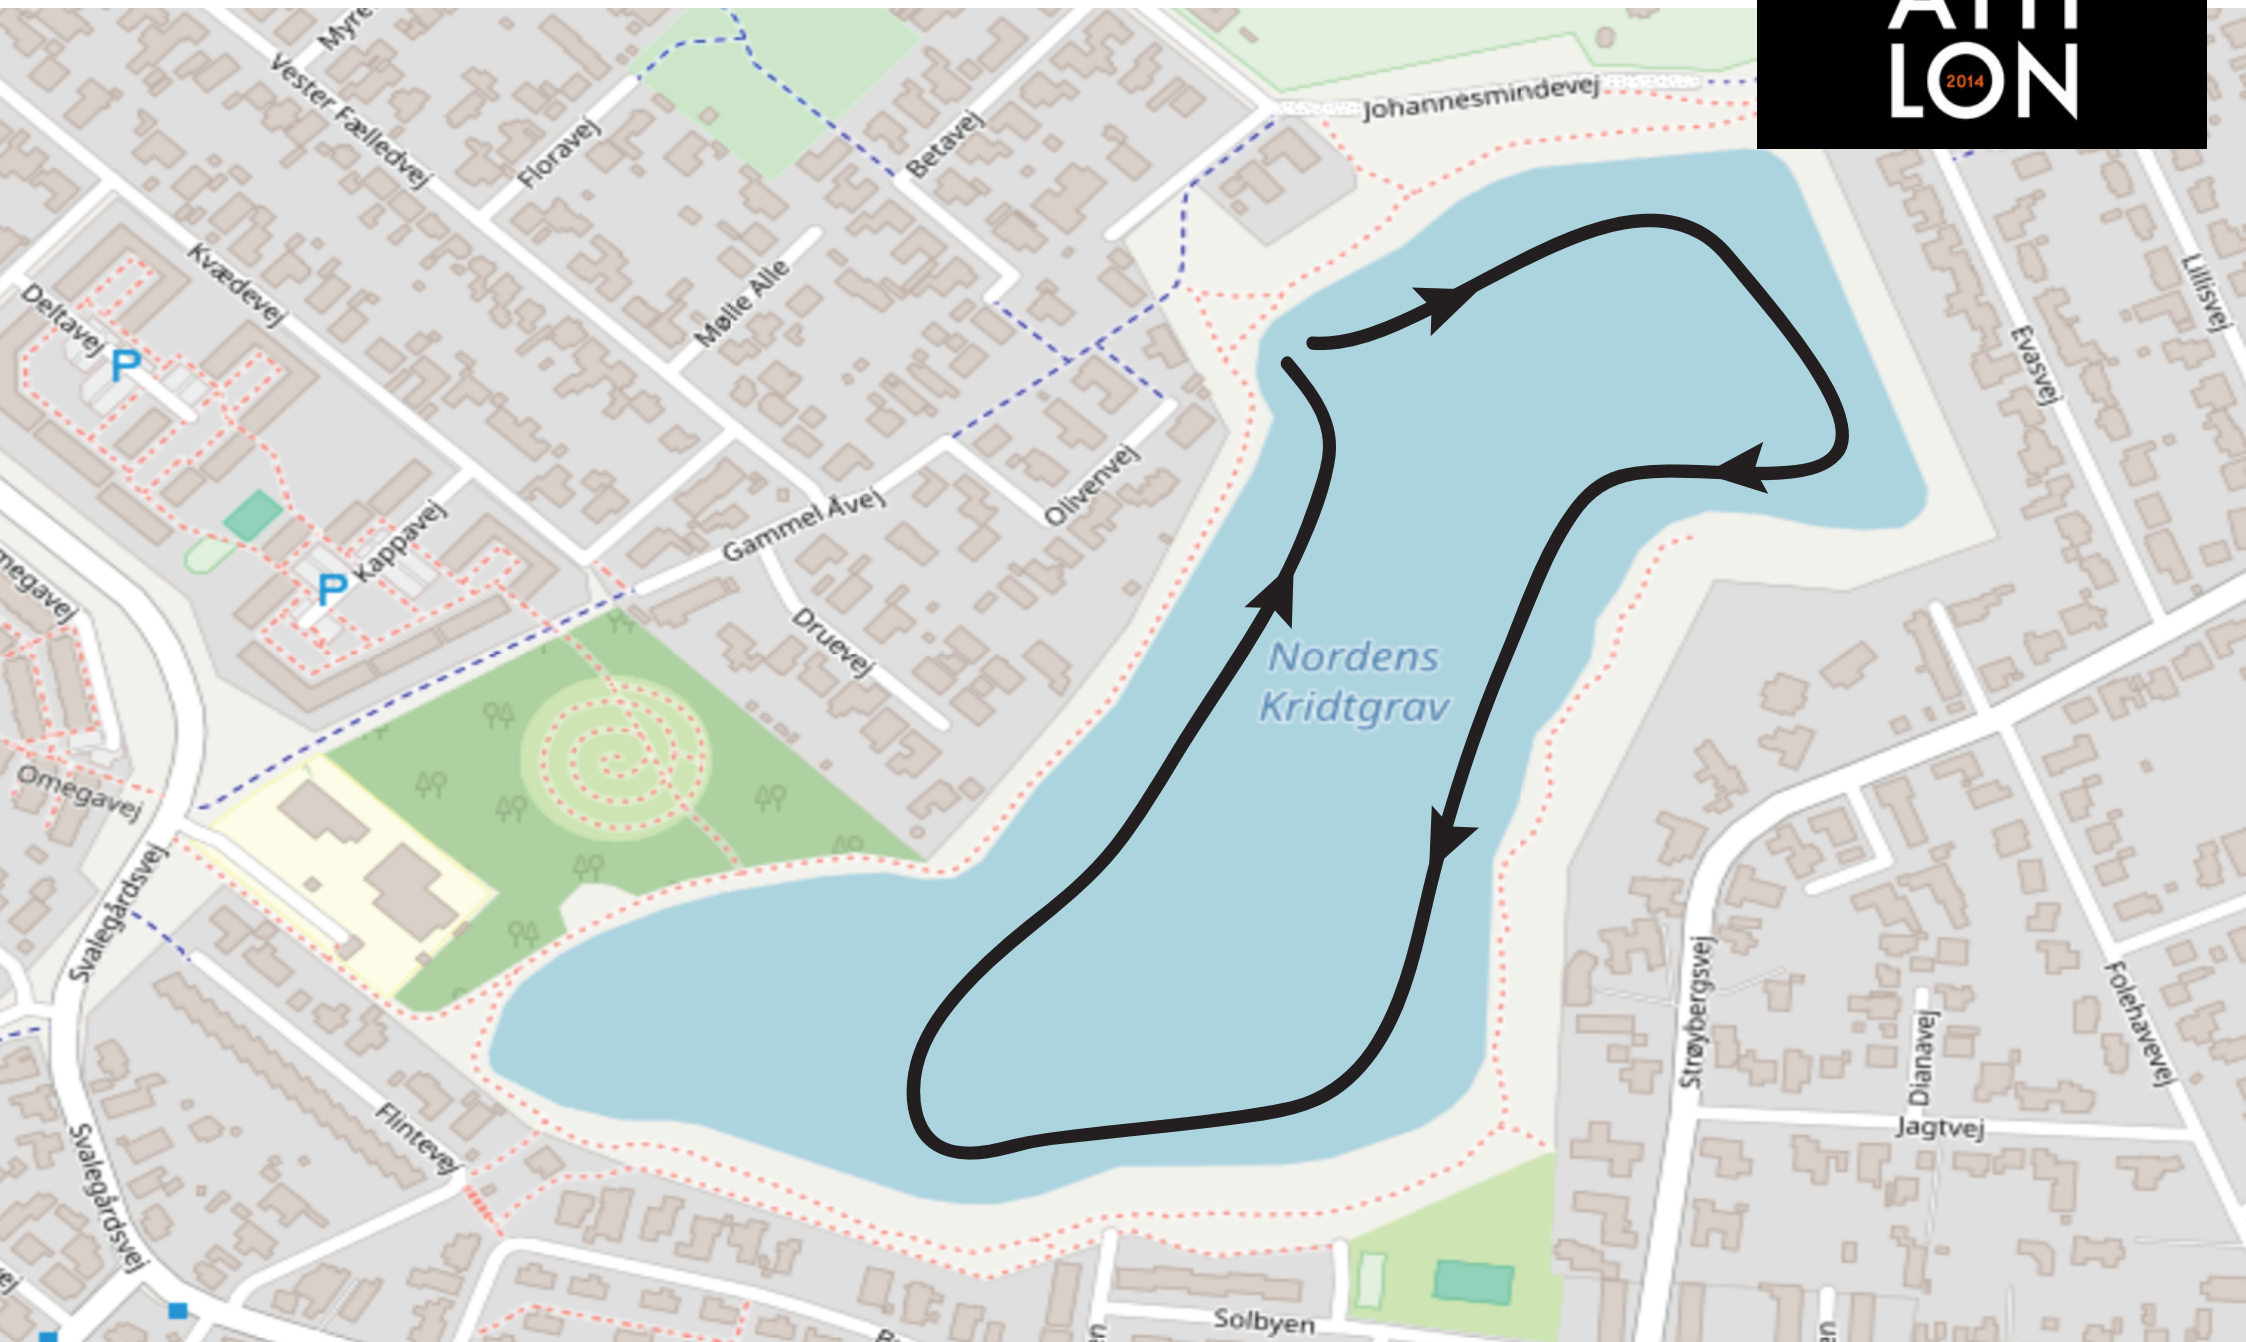 ATH
LON
2014
Myre
Vester Fælledvej
Floravej
Betavej
Johannesmindevej
Kvædevej
Deltavej
P
Mølle Alle
Lillisvej
Evasvej
Olivenvej
Gammel Åvej
Kappavej
P
megavej
Druevej
Nordens
Kridtgrav
Omegavej
Svalegårdsvej
Strøybergsvej
Folehavevej
Dianavej
Jagtvej
Flintevej
Svalegårdsvej
Solbyen